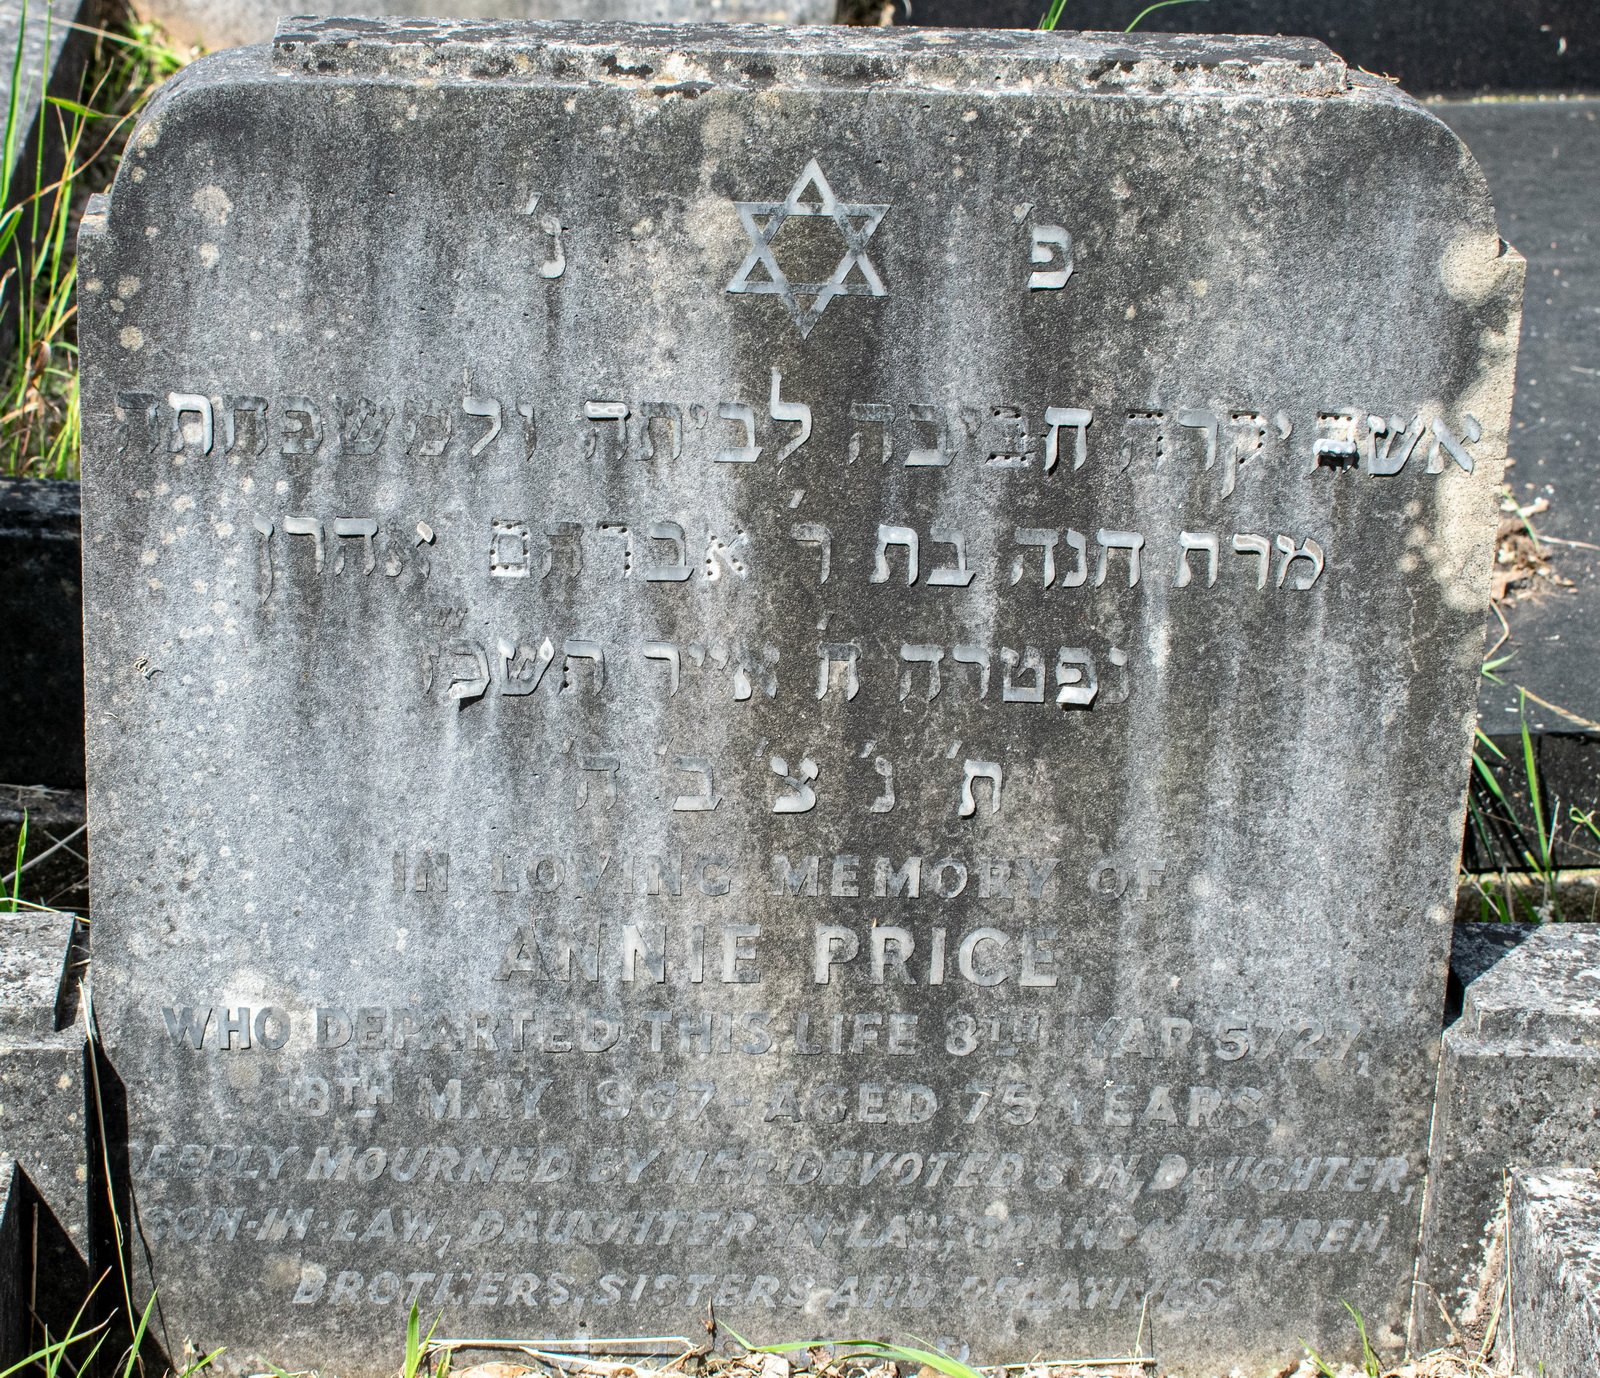 פ' נ'
אשה יקרה חביבה לביתה ולמשפחתה
מרת חנה בת ר' אברהם אהרן
נפטרה ח' אייר תשכ"ז
ת' נ' צ' ב' ה'
IN LOVING MEMORY OF
ANNIE PRICE
WHO DEPARTED THIS LIFE 8TH IYAR 5727,
18TH MAY 1967 - AGED 75 YEARS,
DEEPLY MOURNED BY HER DEVOTED SON, DAUGHTER,
SON-IN-LAW, DAUGHTER-IN-LAW, GRANDCHILDREN,
BROTHERS, SISTERS AND RELATIVES.